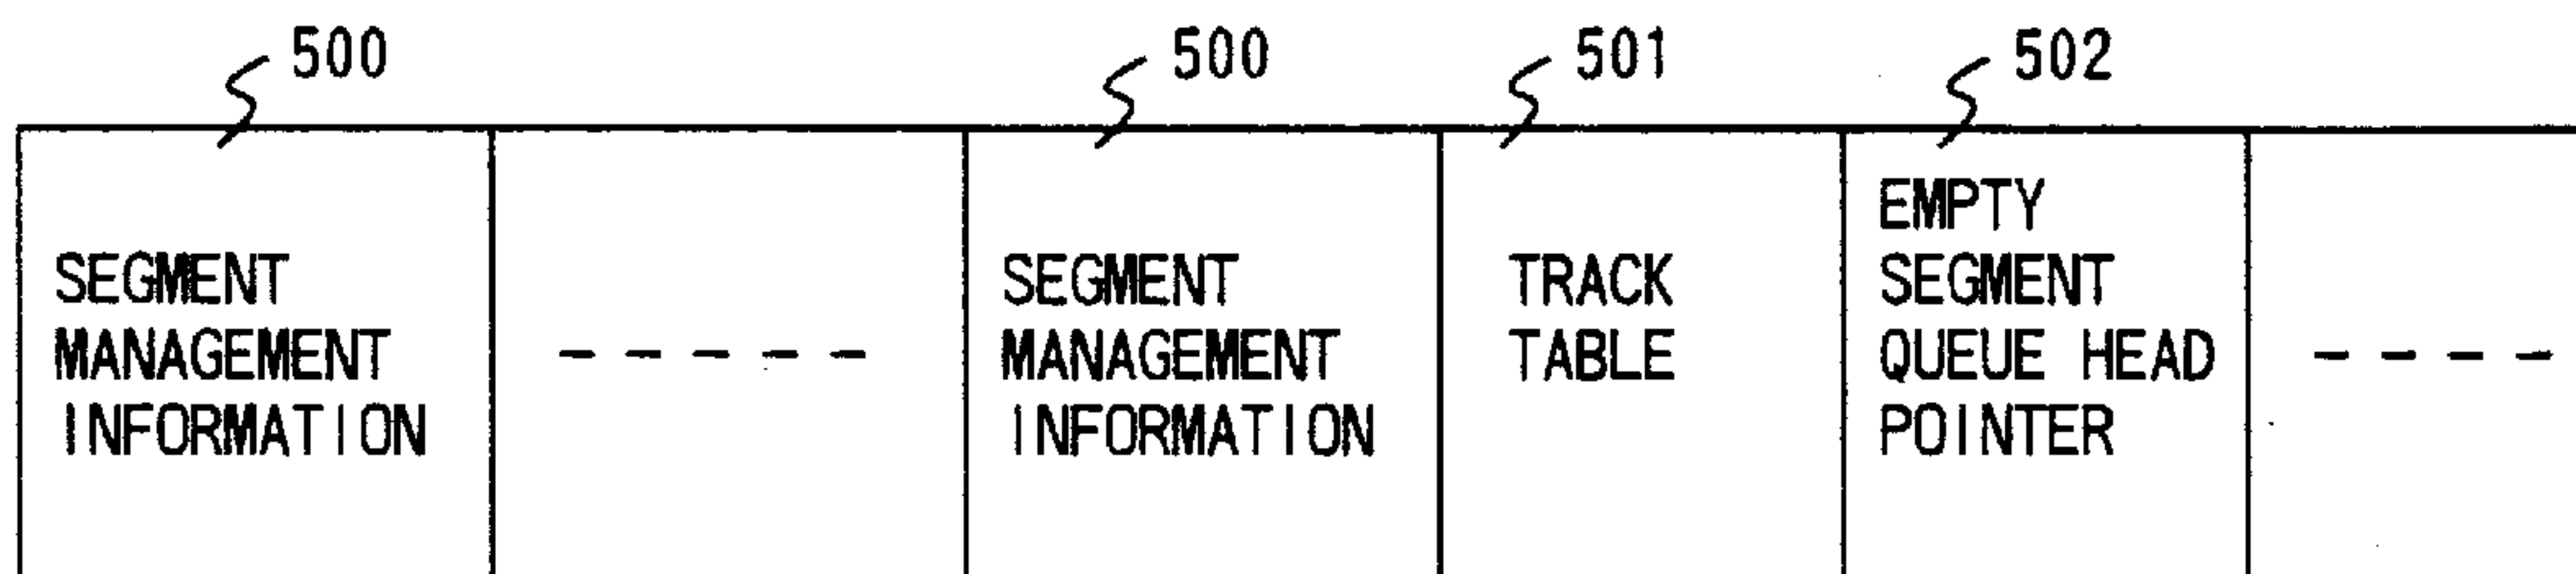 500 500 501 502
SEGMENT
MANAGEMENT
INFORMATION
- - - - -
SEGMENT
MANAGEMENT
INFORMATION
TRACK
TABLE
EMPTY
SEGMENT
QUEUE HEAD
POINTER
- - - -